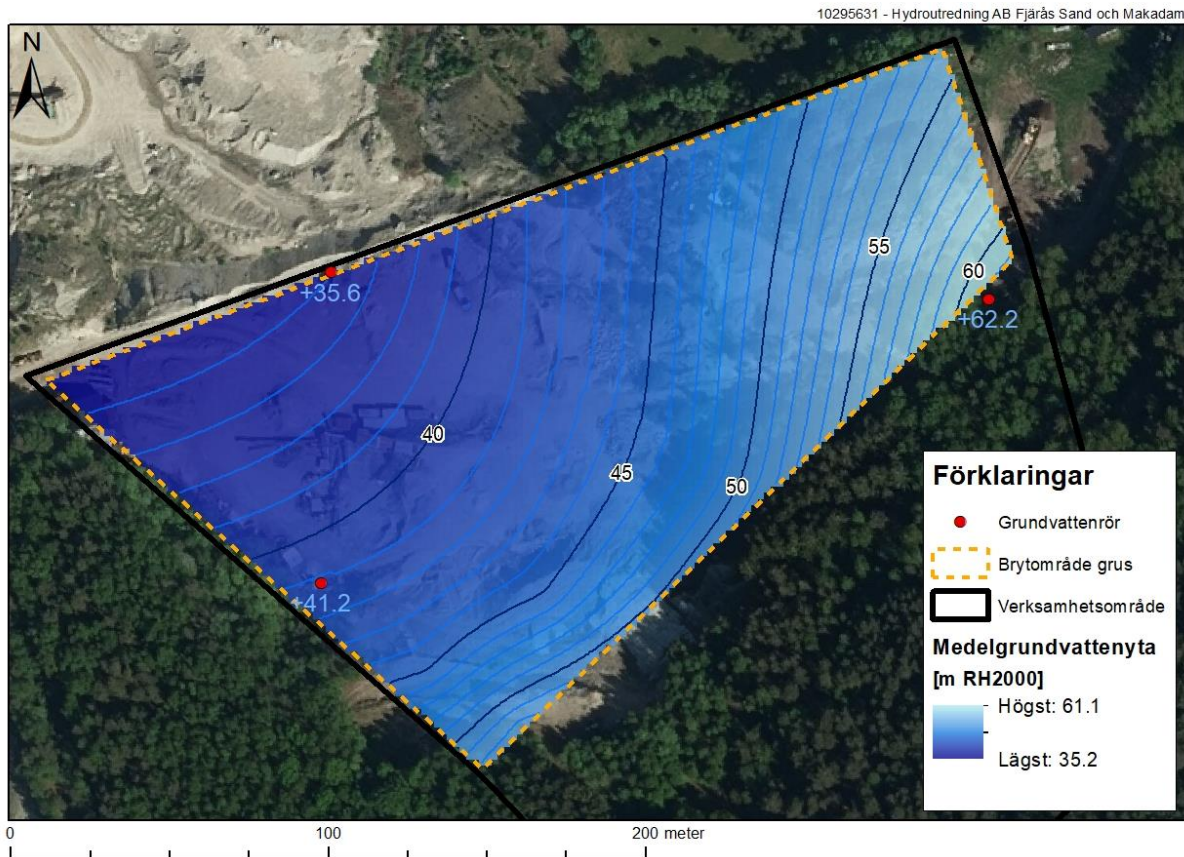 10295631 - Hydroutredning AB Fjärås Sand och Makadam
N
55
60
+35.6
+62.2
40
45
50
+41.2
Förklaringar
Grundvattenrör
Brytområde grus
Verksamhetsområde
Medelgrundvattenyta
[m RH2000]
Högst: 61.1
Lägst: 35.2
0 100 200 meter